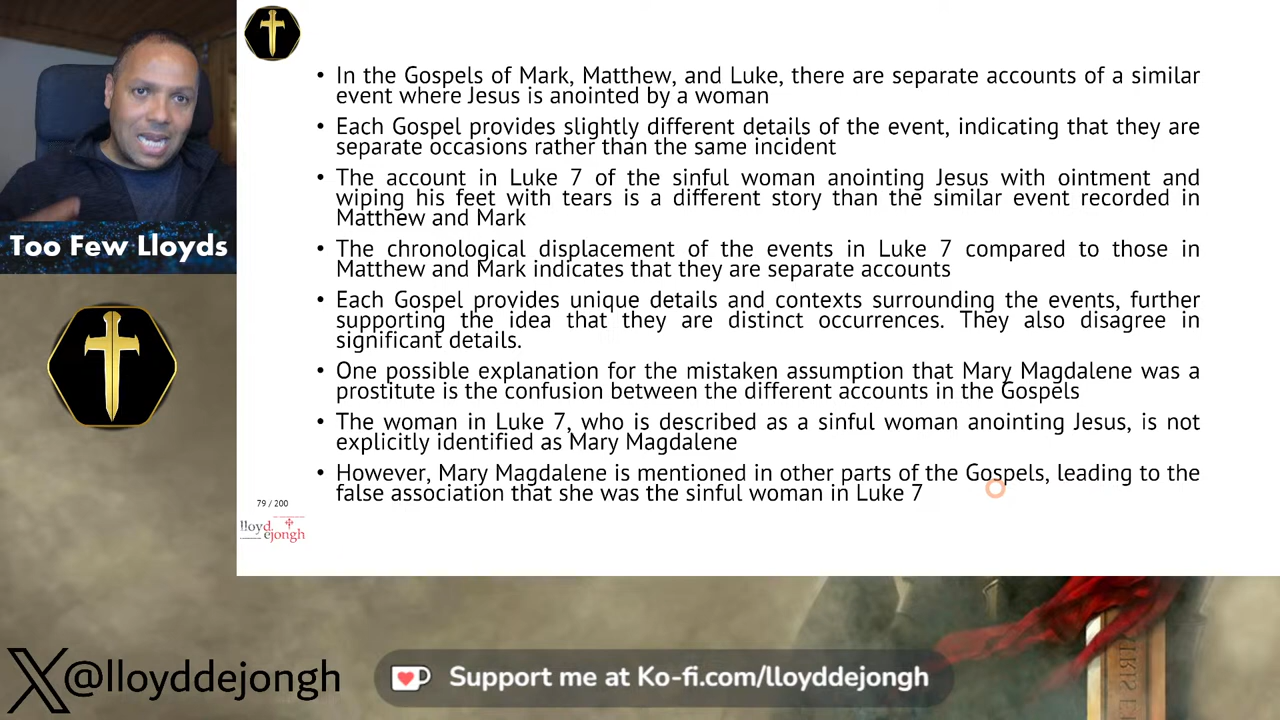 • In the Gospels of Mark, Matthew, and Luke, there are separate accounts of a similar
event where Jesus is anointed by a woman
• Each Gospel provides slightly different details of the event, indicating that they are
separate occasions rather than the same incident
• The account in Luke 7 of the sinful woman anointing Jesus with ointment and
wiping his feet with tears is a different story than the similar event recorded in
Matthew and Mark
• The chronological displacement of the events in Luke 7 compared to those in
Matthew and Mark indicates that they are separate accounts
• Each Gospel provides unique details and contexts surrounding the events, further
supporting the idea that they are distinct occurrences. They also disagree in
significant details.
• One possible explanation for the mistaken assumption that Mary Magdalene was a
prostitute is the confusion between the different accounts in the Gospels
• The woman in Luke 7, who is described as a sinful woman anointing Jesus, is not
explicitly identified as Mary Magdalene
• However, Mary Magdalene is mentioned in other parts of the Gospels, leading to the
false association that she was the sinful woman in Luke 7
79 / 200
lloyd
ejongh
Too Few Lloyds
X@lloyddejongh
Support me at Ko-fi.com/lloyddejongh